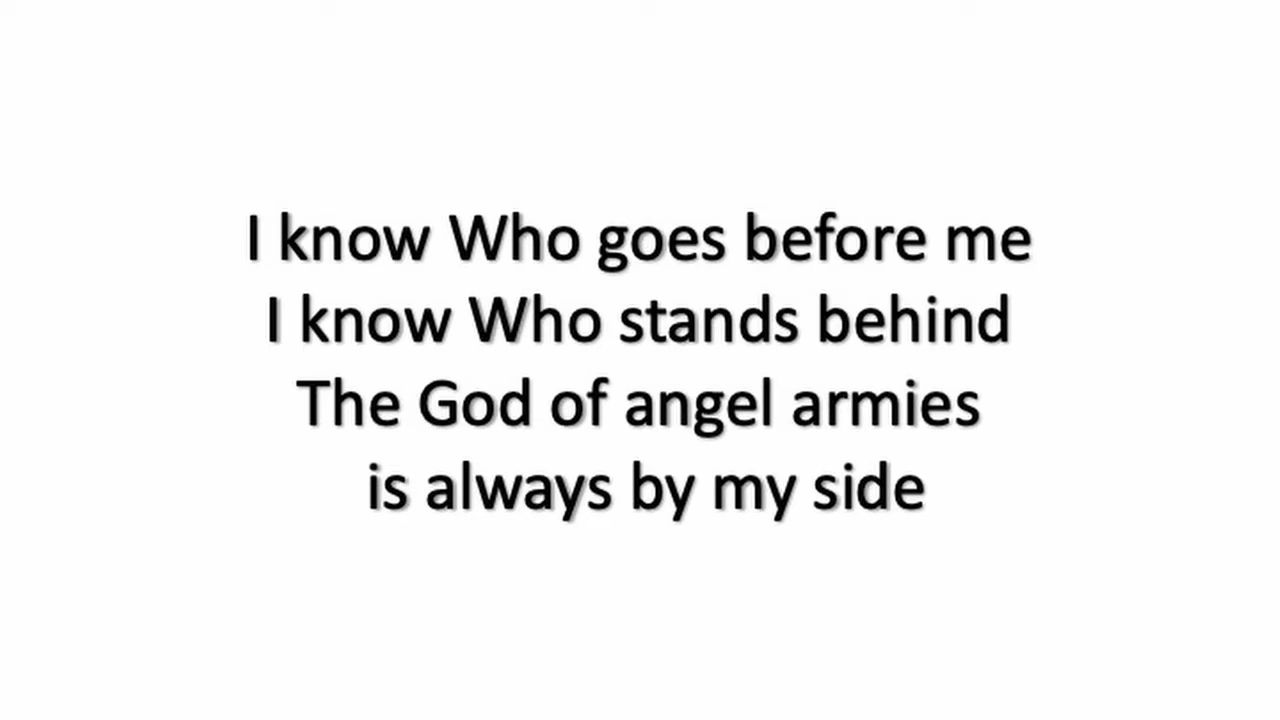 I know Who goes before me
I know Who stands behind
The God of angel armies
is always by my side